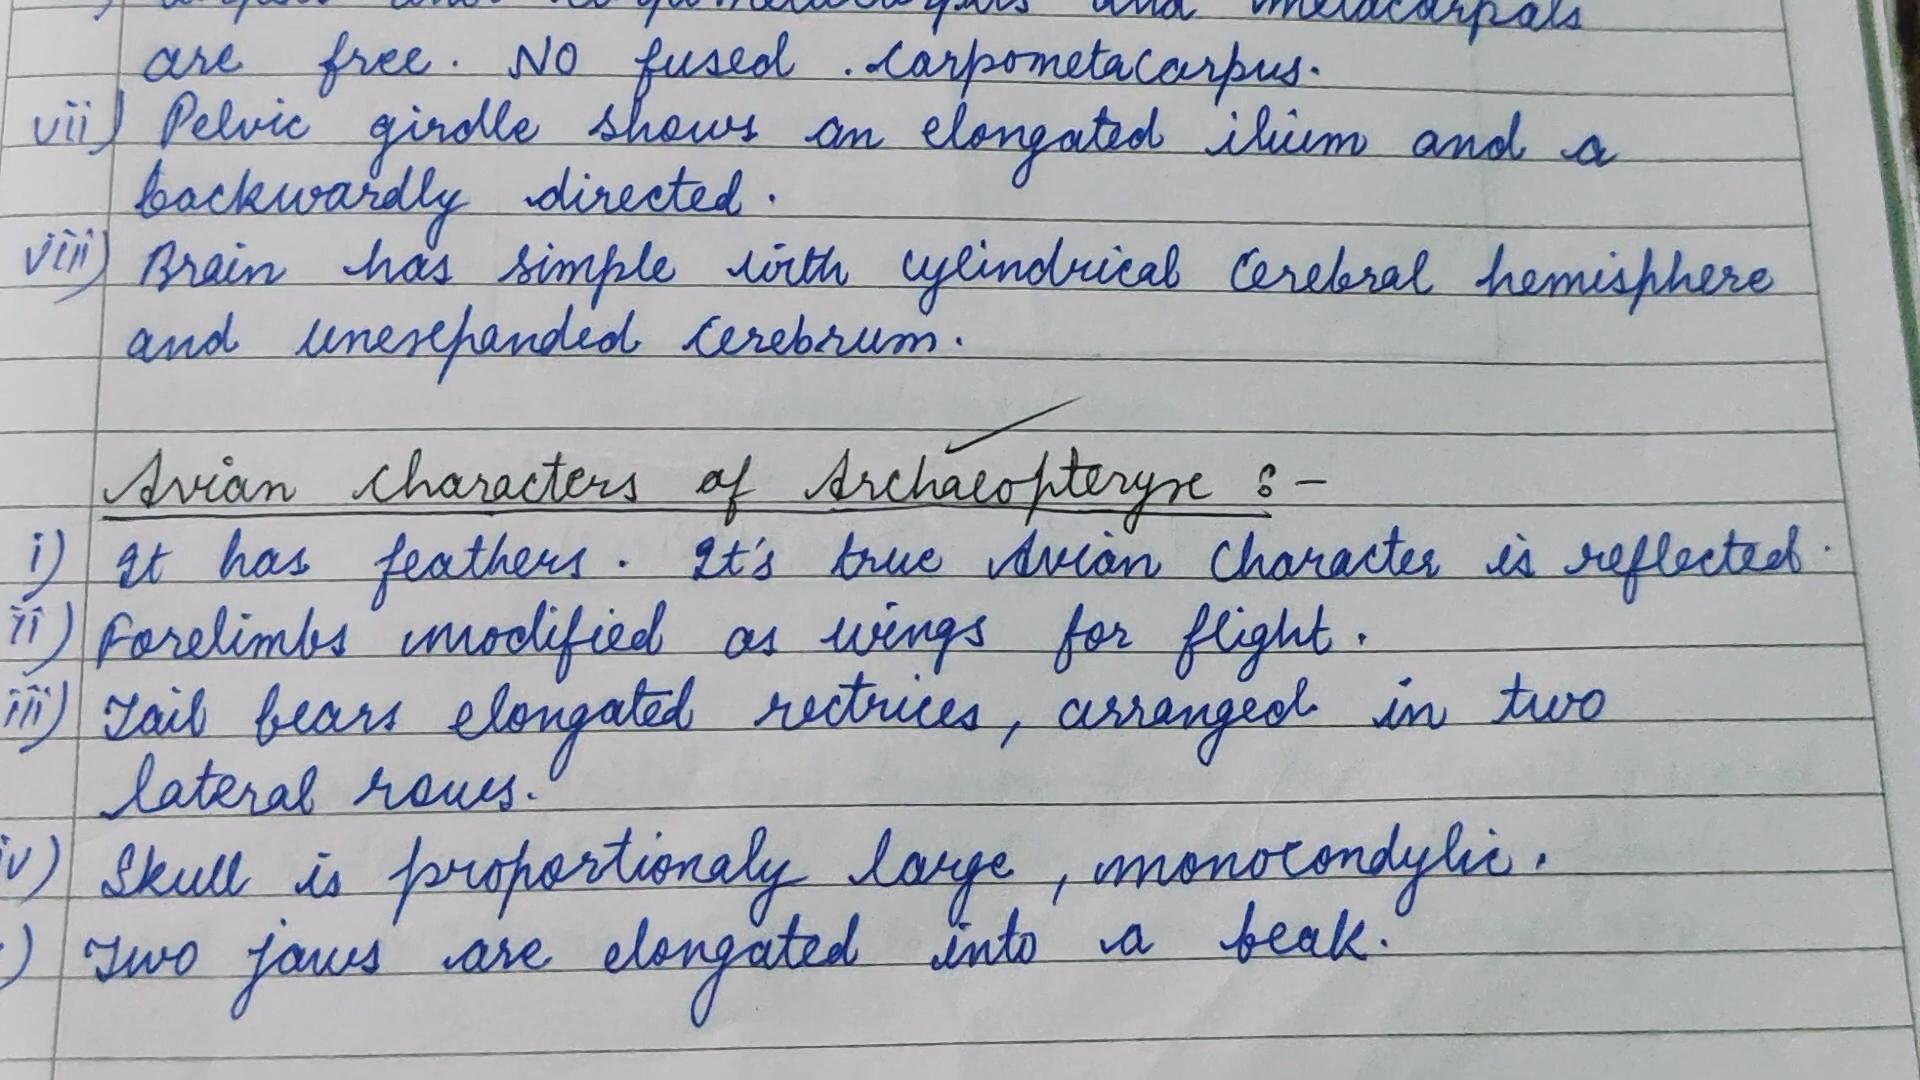 and metacarpals
are free. NO fused .carpometacarpus.
vii) Pelvic girdle shows an elongated ilium and a
backwardly directed.
viii) Brain has simple with cylindrical cerebral hemisphere
and unexpanded cerebrum.
Avian characters of Archaeopteryx :-
i) It has feathers. It's true Avian character is reflected.
ii) Forelimbs modified as wings for flight.
iii) Tail bears elongated rectrices, arranged in two
lateral rows.
iv) Skull is proportionaly large, monocondylic.
) Two jaws are elongated into a beak.